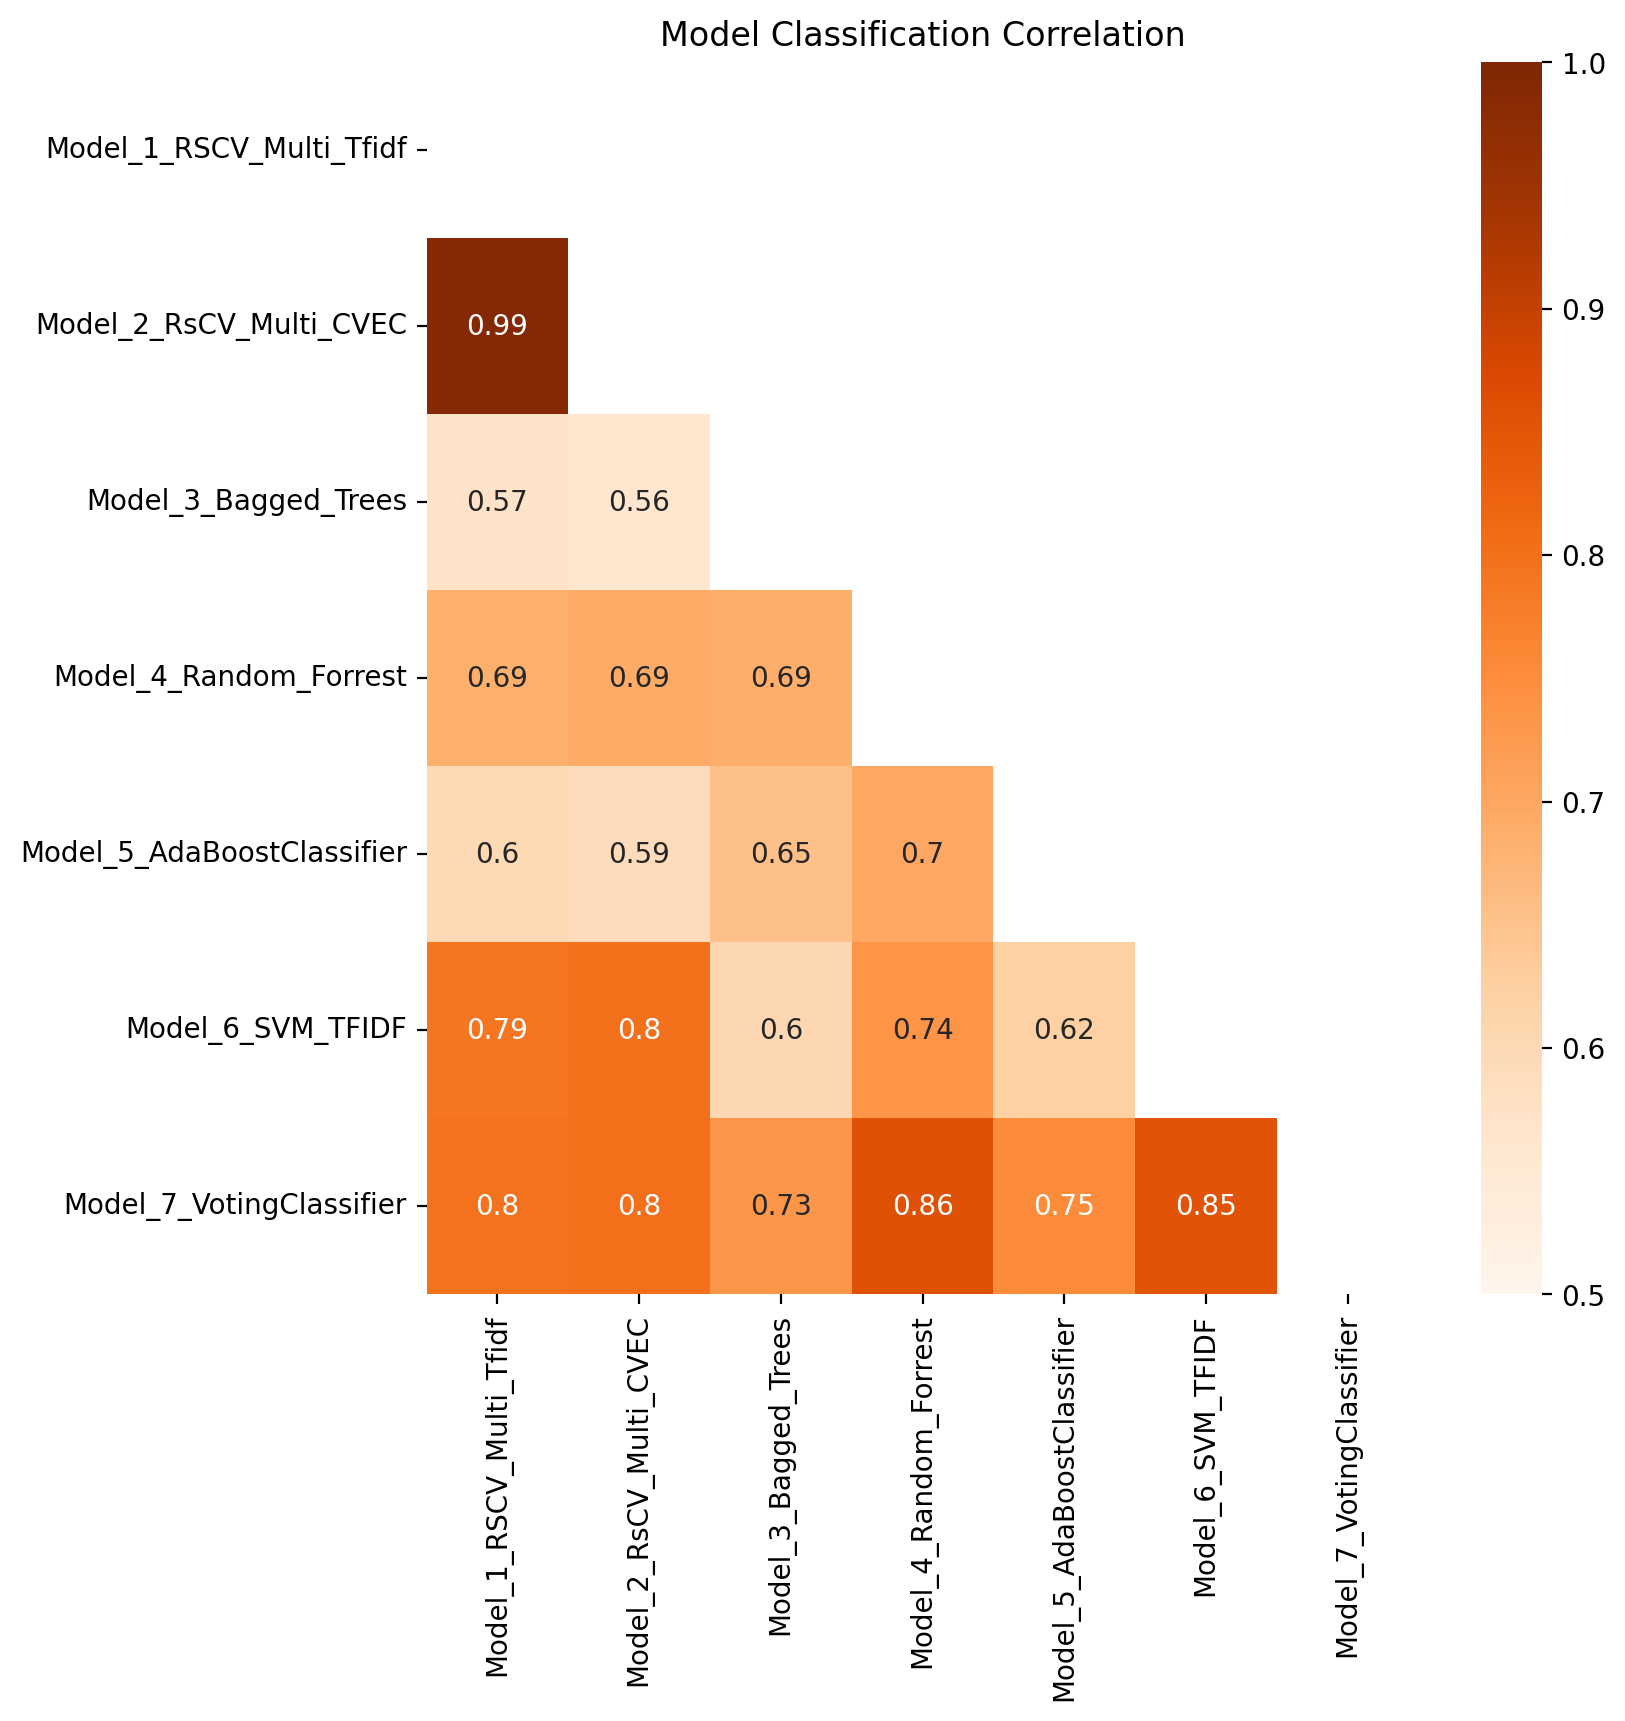 Model Classification Correlation
1.0
Model_1_RSCV_Multi_Tfidf
0.9
Model_2_RsCV_Multi_CVEC
0.99
Model_3_Bagged_Trees
0.57 0.56
0.8
Model_4_Random_Forrest
0.69 0.69 0.69
0.7
Model_5_AdaBoostClassifier
0.6 0.59 0.65 0.7
Model_6_SVM_TFIDF
0.79 0.8 0.6 0.74 0.62
0.6
Model_7_VotingClassifier
0.8 0.8 0.73 0.86 0.75 0.85
0.5
Model_1_RSCV_Multi_Tfidf
Model_2_RsCV_Multi_CVEC
Model_3_Bagged_Trees
Model_4_Random_Forrest
Model_5_AdaBoostClassifier
Model_6_SVM_TFIDF
Model_7_VotingClassifier